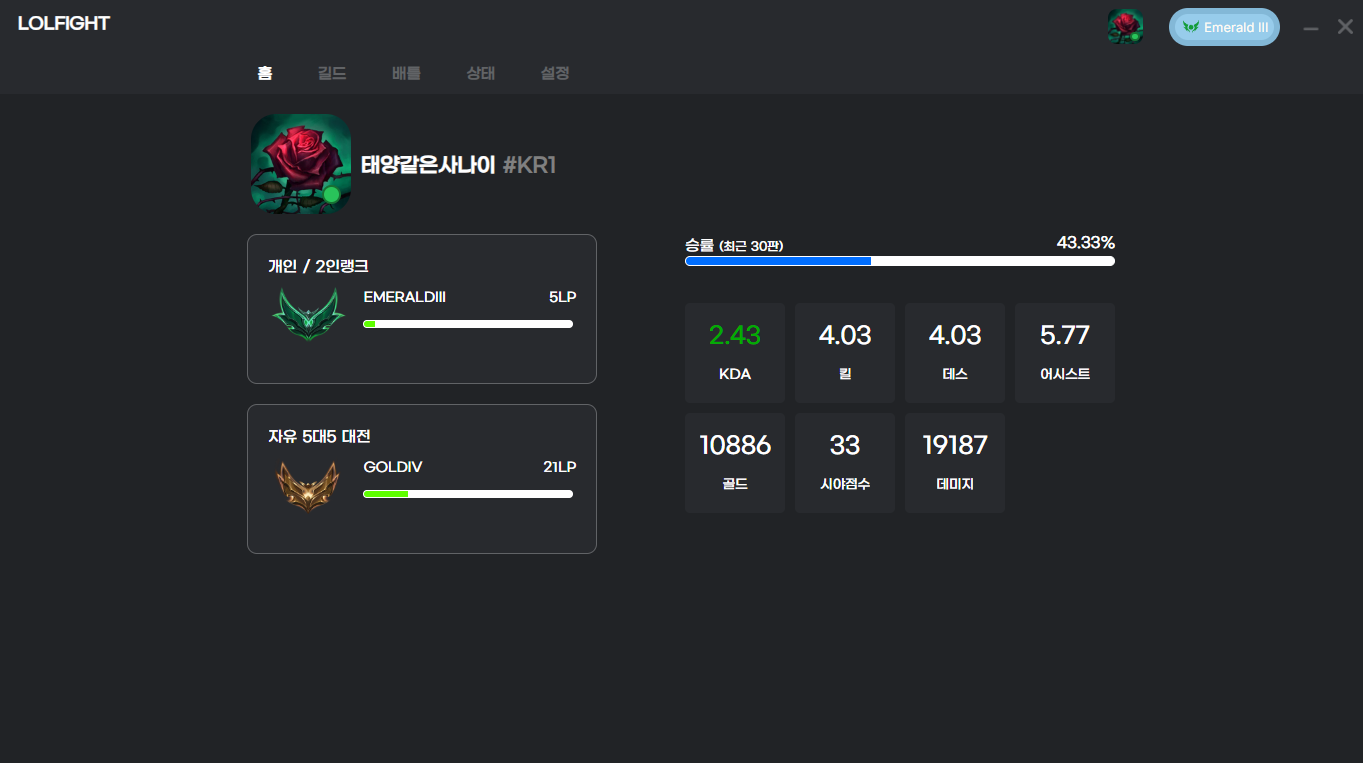 LOLFIGHT
Emerald III
홈 길드 배틀 상태 설정
태양같은사나이 #KR1
개인 / 2인랭크
EMERALDIII 5LP
자유 5대5 대전
GOLDIV 21LP
승률 (최근 30판) 43.33%
2.43 4.03 4.03 5.77
KDA 킬 데스 어시스트
10886 33 19187
골드 시야점수 데미지